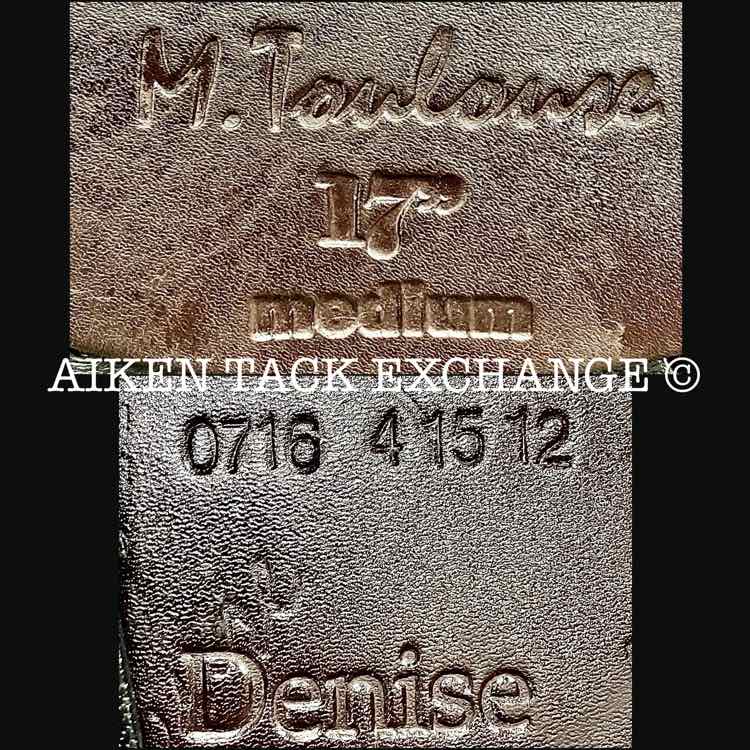 M. Toulouse
17"
medium
AIKEN TACK EXCHANGE ©
0716 4 15 12
Denise